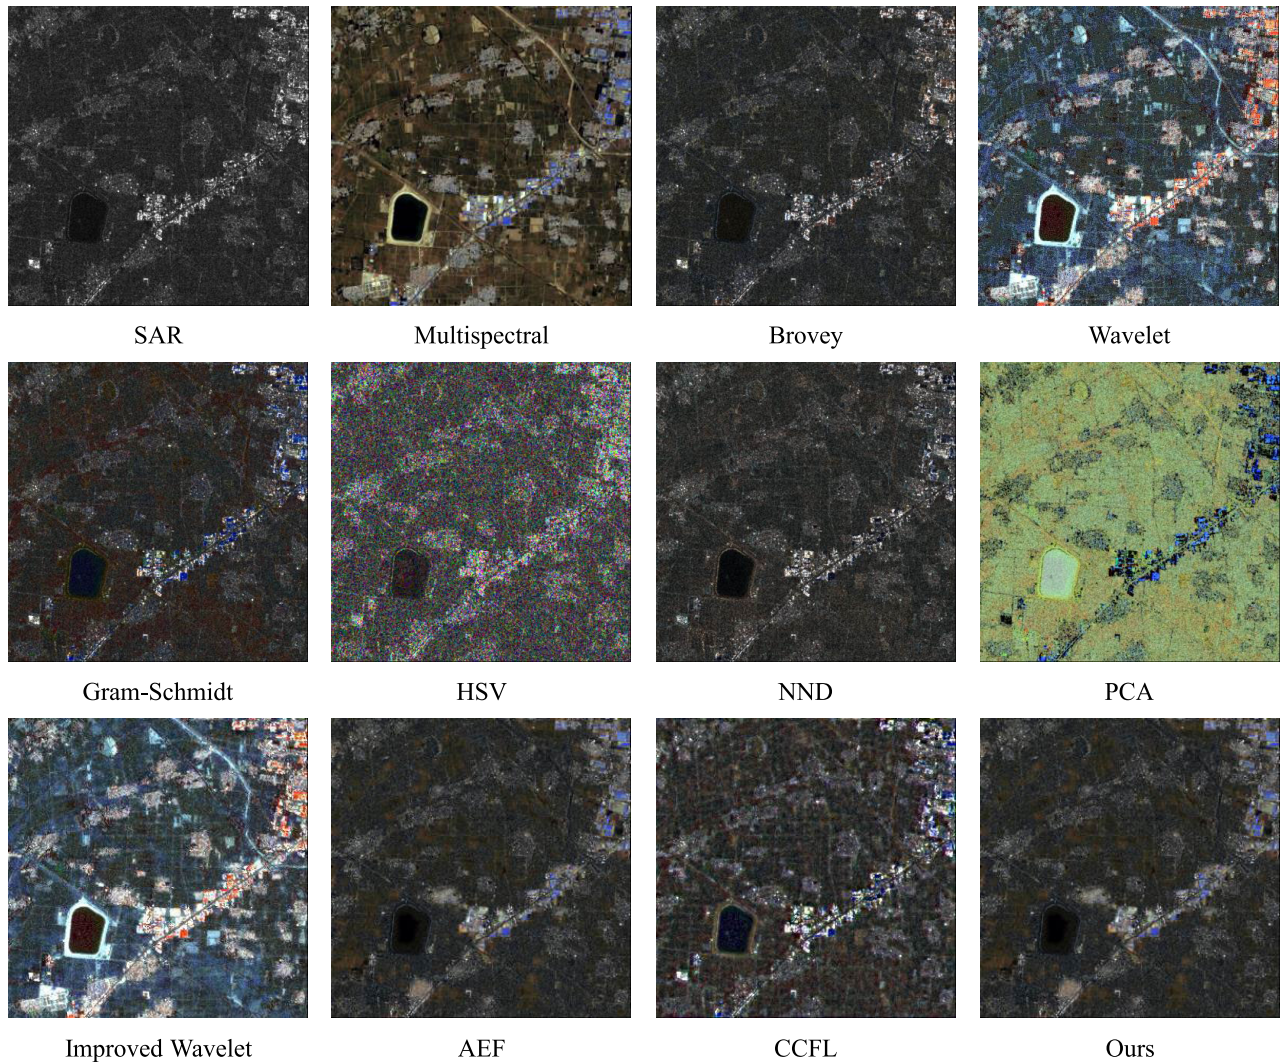 SAR
Multispectral
Brovey
Wavelet
Gram-Schmidt
HSV
NND
PCA
Improved Wavelet
AEF
CCFL
Ours